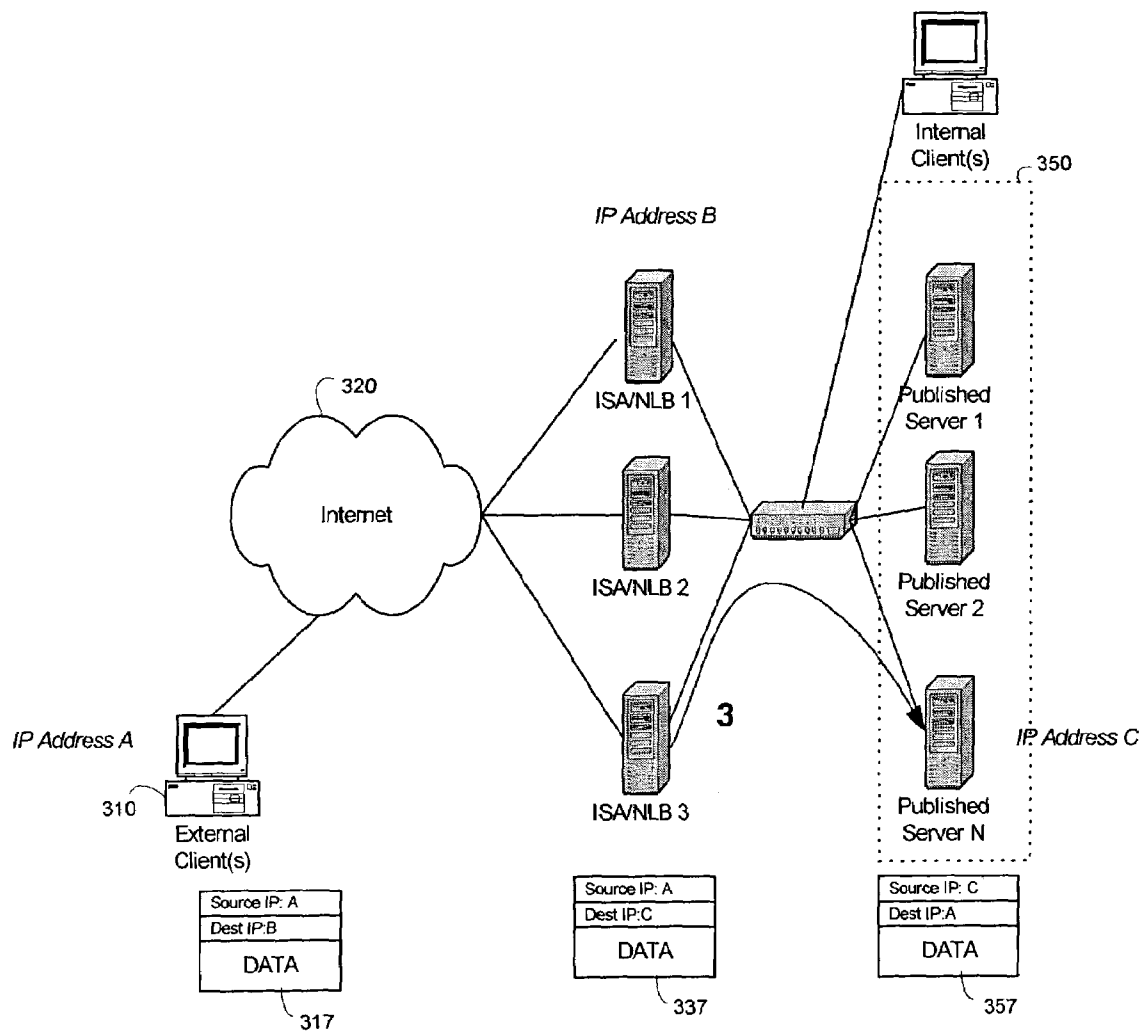 Internal
Client(s)
350
IP Address B
ISA/NLB 1
Published
Server 1
320
Internet
ISA/NLB 2
Published
Server 2
3
IP Address A
IP Address C
310
External
Client(s)
ISA/NLB 3
Published
Server N
Source IP: A
Dest IP:B
DATA
317
Source IP: A
Dest IP:C
DATA
337
Source IP: C
Dest IP:A
DATA
357